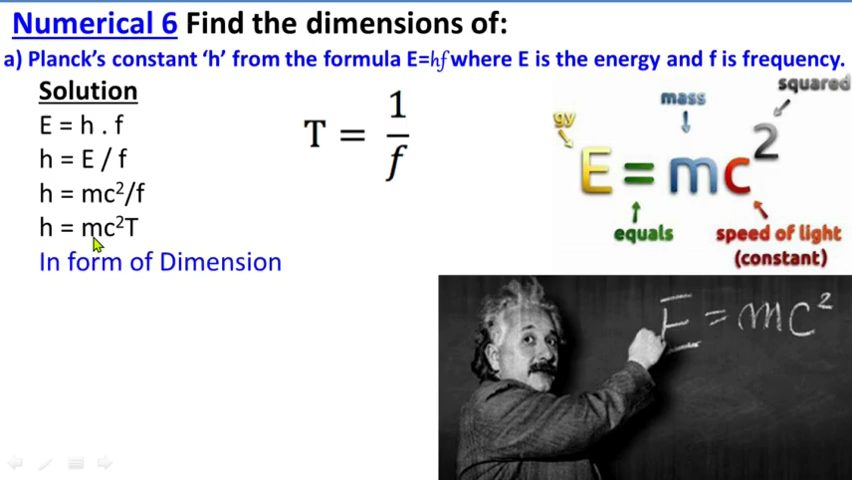 Numerical 6 Find the dimensions of:
a) Planck's constant ‘h’ from the formula E=hf where E is the energy and f is frequency.
Solution
E = h . f
h = E / f
h = mc²/f
h = mc²T
In form of Dimension
T = 1/f
squared
mass
gy
E = mc²
equals
speed of light
(constant)
E = mc²